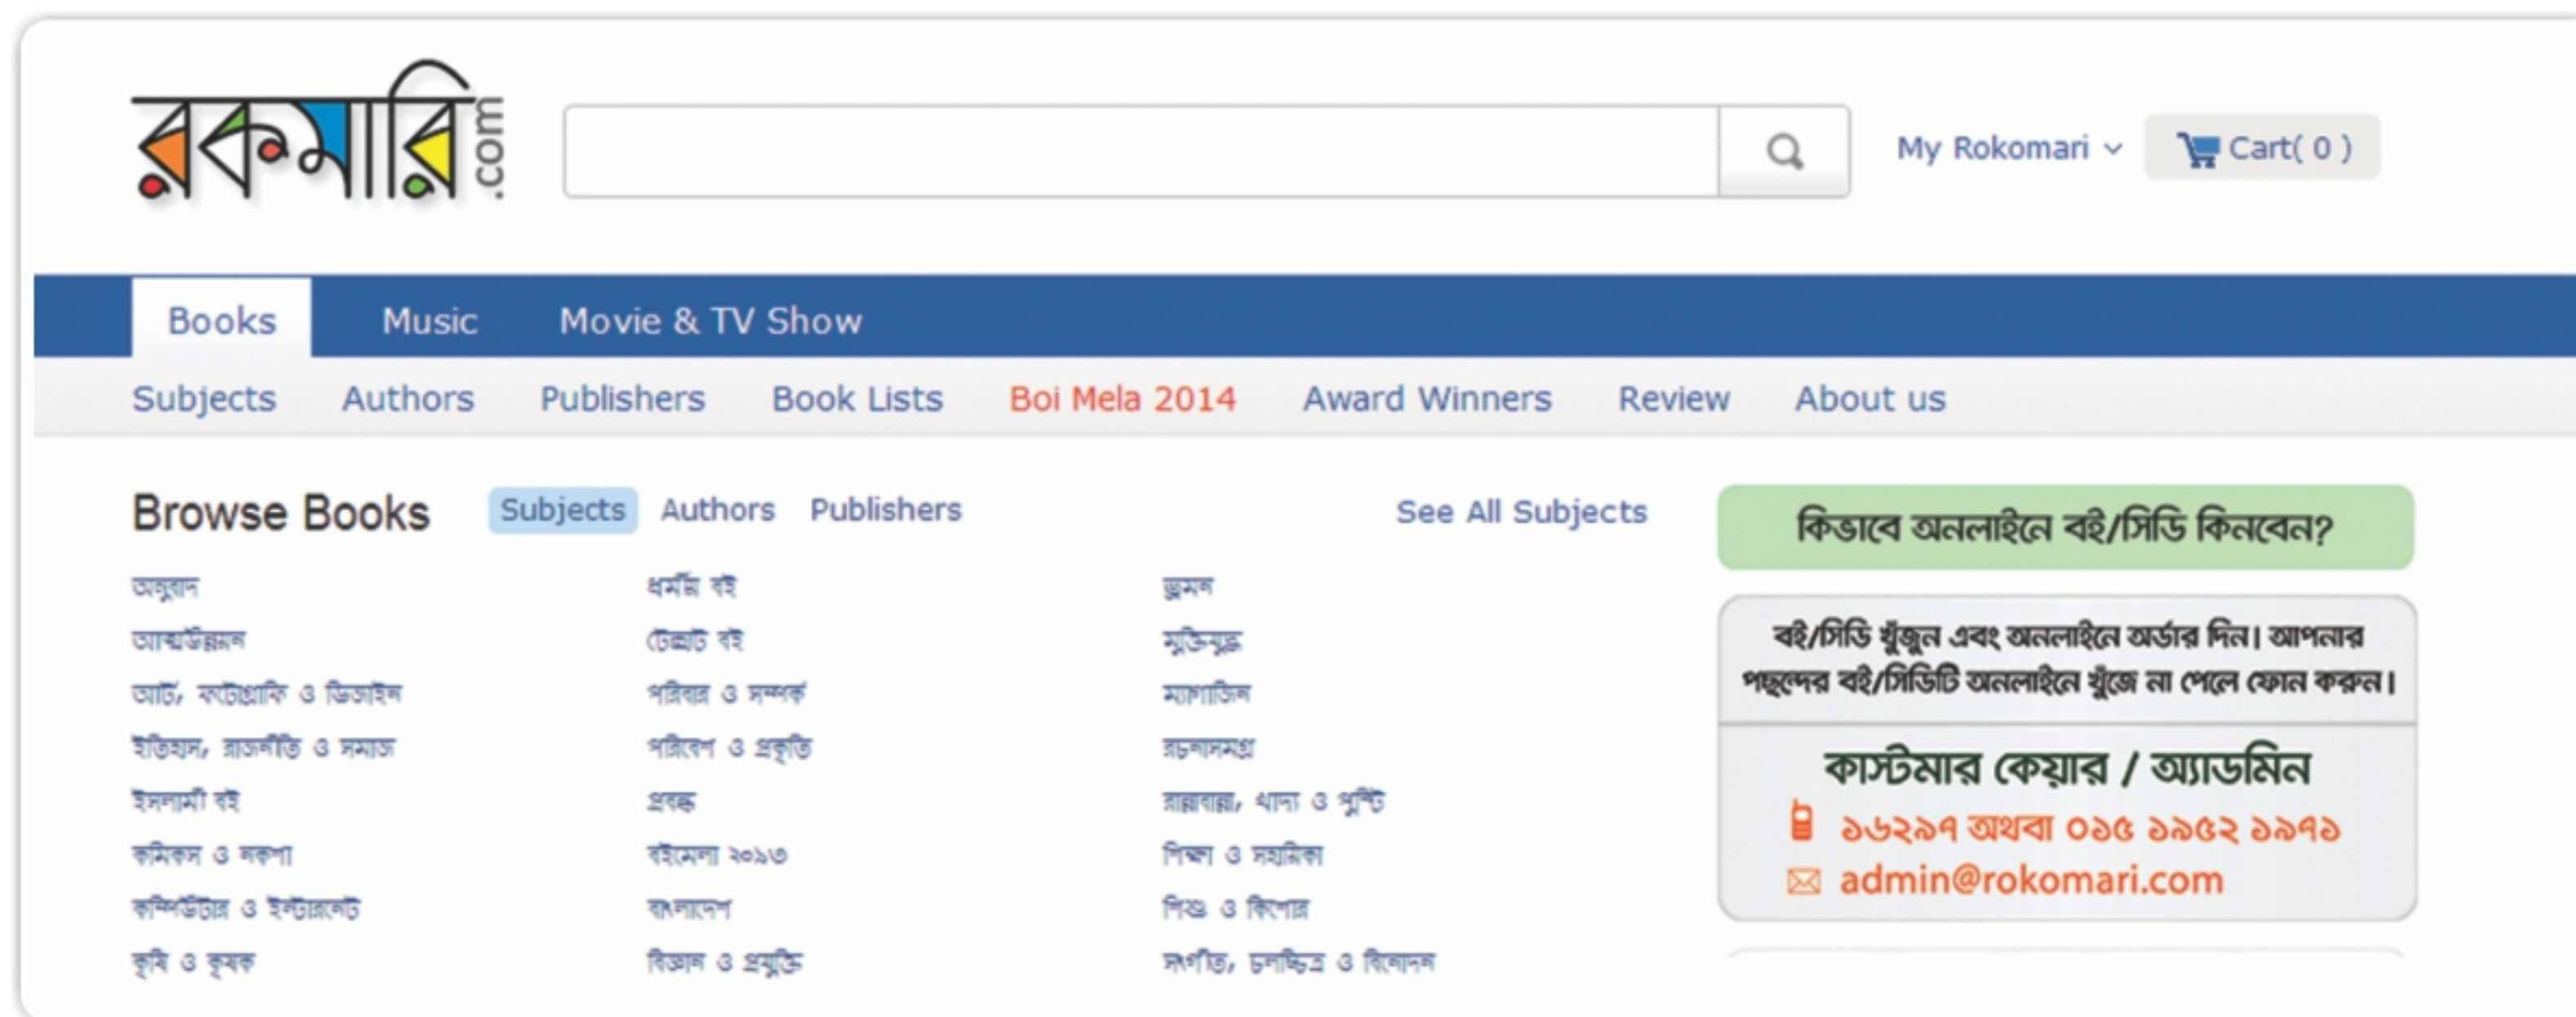 রকমারি.com
My Rokomari
Cart( 0 )
Books Music Movie & TV Show
Subjects Authors Publishers Book Lists Boi Mela 2014 Award Winners Review About us
Browse Books Subjects Authors Publishers See All Subjects
অনুবাদ ধর্মীয় বই ভ্রমন
আত্মউন্নয়ন টেক্সট বই মুক্তিযুদ্ধ
আর্ট, ফটোগ্রাফি ও ডিজাইন পরিবার ও সম্পর্ক ম্যাগাজিন
ইতিহাস, রাজনীতি ও সমাজ পরিবেশ ও প্রকৃতি রচনাসমগ্র
ইসলামী বই প্রবন্ধ রান্নাবান্না, খাদ্য ও পুষ্টি
কমিকস ও নকশা বইমেলা ২০১৩ শিক্ষা ও সহায়িকা
কম্পিউটার ও ইন্টারনেট বাংলাদেশ শিশু ও কিশোর
কৃষি ও কৃষক বিজ্ঞান ও প্রযুক্তি সংগীত, চলচ্চিত্র ও বিনোদন
কিভাবে অনলাইনে বই/সিডি কিনবেন?
বই/সিডি খুঁজুন এবং অনলাইনে অর্ডার দিন। আপনার
পছন্দের বই/সিডিটি অনলাইনে খুঁজে না পেলে ফোন করুন।
কাস্টমার কেয়ার / অ্যাডমিন
১৬২৯৭ অথবা ০১৫ ১৯৫২ ১৯৭১
admin@rokomari.com